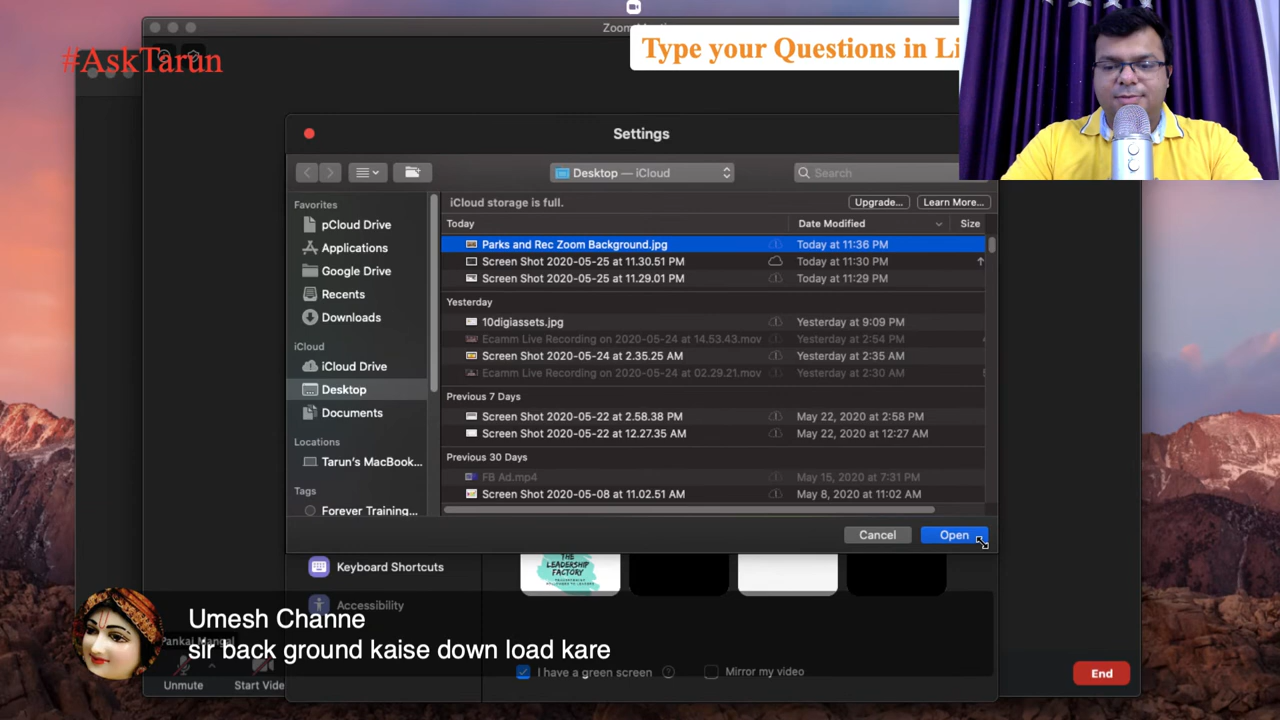 Zoom
#AskTarun
Type your Questions in Li
Settings
Desktop — iCloud
Search
iCloud storage is full.
Upgrade...
Learn More...
Favorites
pCloud Drive
Applications
Google Drive
Recents
Downloads
iCloud
iCloud Drive
Desktop
Documents
Locations
Tarun's MacBook...
Tags
Forever Training...
Today Date Modified Size
Parks and Rec Zoom Background.jpg Today at 11:36 PM
Screen Shot 2020-05-25 at 11.30.51 PM Today at 11:30 PM
Screen Shot 2020-05-25 at 11.29.01 PM Today at 11:29 PM
Yesterday
10digiassets.jpg Yesterday at 9:09 PM
Ecamm Live Recording on 2020-05-24 at 14.53.43.mov Yesterday at 2:54 PM
Screen Shot 2020-05-24 at 2.35.25 AM Yesterday at 2:35 AM
Ecamm Live Recording on 2020-05-24 at 02.29.21.mov Yesterday at 2:30 AM
Previous 7 Days
Screen Shot 2020-05-22 at 2.58.38 PM May 22, 2020 at 2:58 PM
Screen Shot 2020-05-22 at 12.27.35 AM May 22, 2020 at 12:27 AM
Previous 30 Days
FB Ad.mp4 May 15, 2020 at 7:31 PM
Screen Shot 2020-05-08 at 11.02.51 AM May 8, 2020 at 11:02 AM
Cancel
Open
Keyboard Shortcuts
Accessibility
THE
LEADERSHIP
FACTORY
Umesh Channe
sir back ground kaise down load kare
Pankaj Mangal
I have a green screen
Mirror my video
Unmute
Start Vide
End